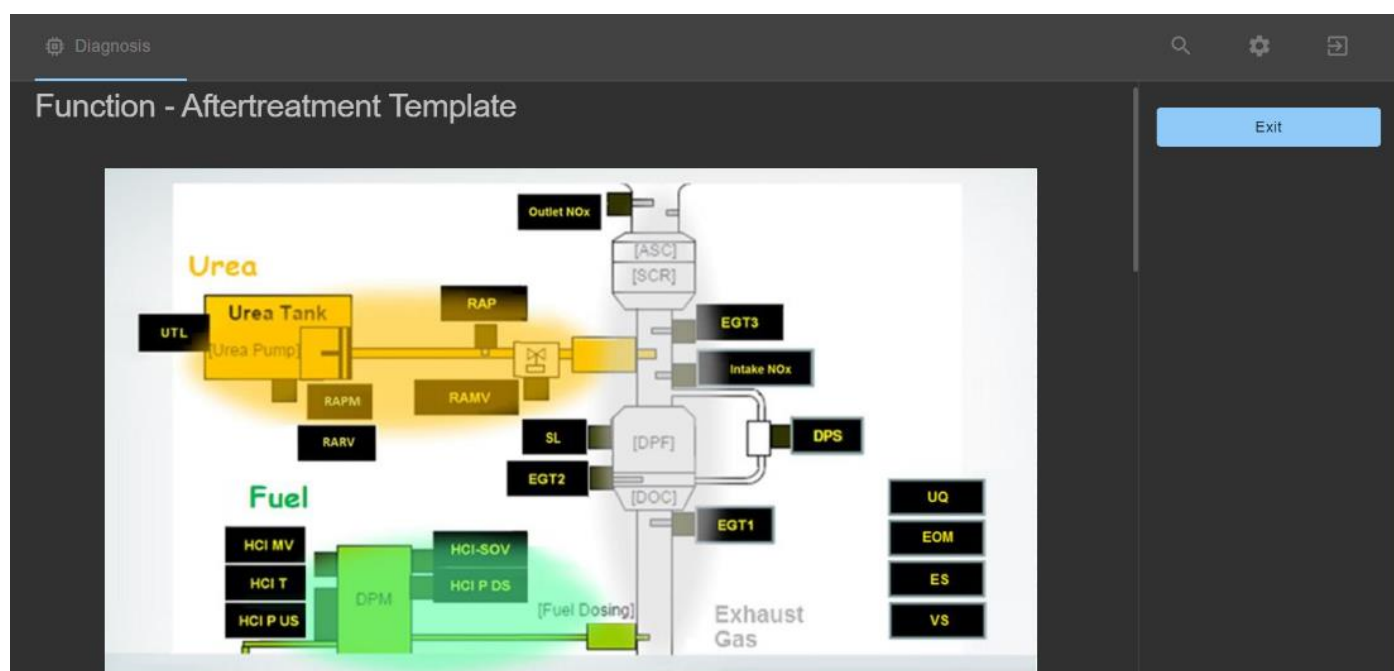 Diagnosis
Function - Aftertreatment Template
Exit
Outlet NOx
[ASC]
[SCR]
Urea
Urea Tank
[Urea Pump]
UTL
RAP
RAPM
RAMV
RARV
EGT3
Intake NOx
SL
[DPF]
DPS
EGT2
[DOC]
EGT1
Fuel
HCI MV
HCI T
HCI P US
DPM
HCI-SOV
HCI P DS
[Fuel Dosing]
Exhaust
Gas
UQ
EOM
ES
VS